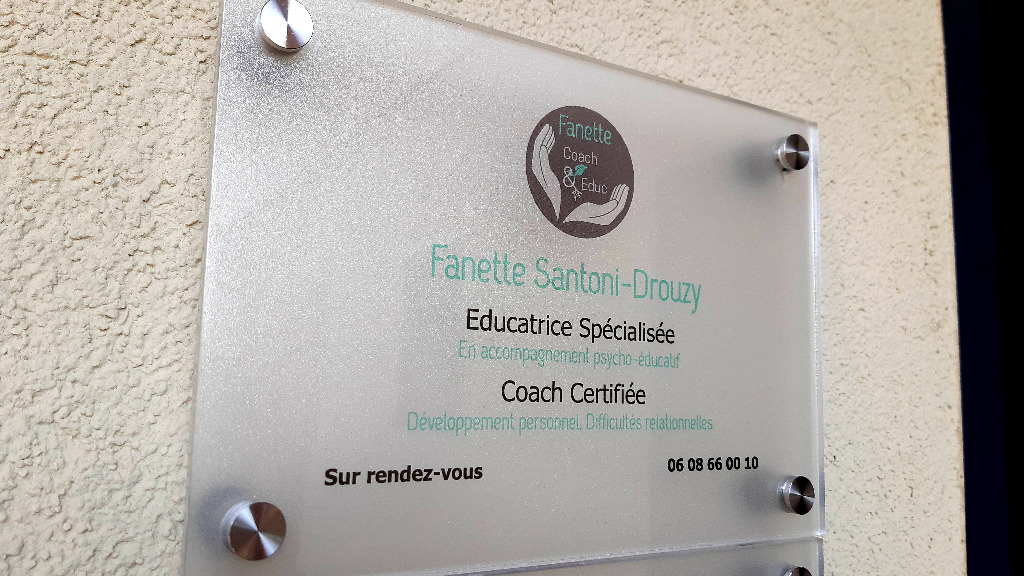 Fanette
Coach
& Educ
Fanette Santoni-Drouzy
Educatrice Spécialisée
En accompagnement psycho-éducatif
Coach Certifiée
Développement personnel, Difficultés relationnelles
Sur rendez-vous
06 08 66 00 10